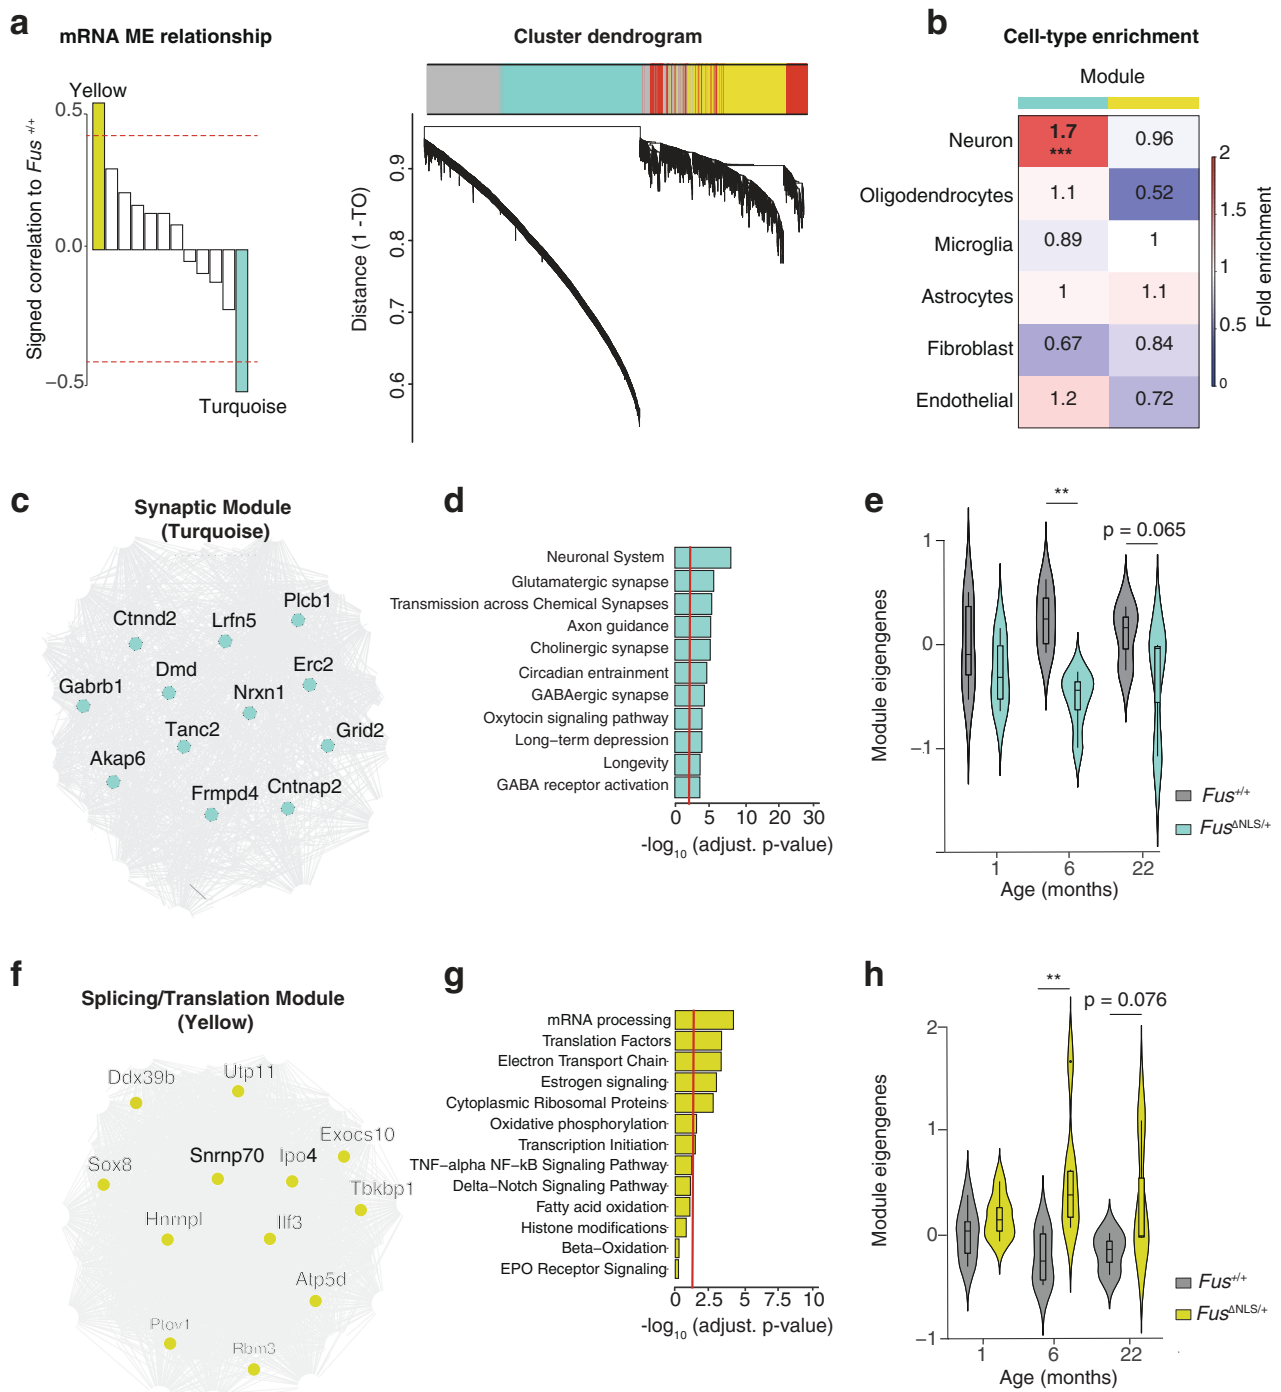 a
mRNA ME relationship
Yellow
0.5
0.0
−0.5
Signed correlation to Fus +/+
Turquoise
Cluster dendrogram
Distance (1 -TO)
0.9
0.8
0.7
0.6
b
Cell-type enrichment
Module
Neuron 1.7 *** 0.96
Oligodendrocytes 1.1 0.52
Microglia 0.89 1
Astrocytes 1 1.1
Fibroblast 0.67 0.84
Endothelial 1.2 0.72
2
1.5
1
0.5
0
Fold enrichment
c
Synaptic Module
(Turquoise)
Plcb1
Ctnnd2
Lrfn5
Dmd
Erc2
Gabrb1
Nrxn1
Tanc2
Grid2
Akap6
Frmpd4
Cntnap2
d
Neuronal System
Glutamatergic synapse
Transmission across Chemical Synapses
Axon guidance
Cholinergic synapse
Circadian entrainment
GABAergic synapse
Oxytocin signaling pathway
Long−term depression
Longevity
GABA receptor activation
0 5 10 20 30
-log10 (adjust. p-value)
e
**
p = 0.065
1
0
−1
Module eigengenes
1 6 22
Age (months)
Fus+/+
FusΔNLS/+
f
Splicing/Translation Module
(Yellow)
Ddx39b
Utp11
Exocs10
Snrnp70
Ipo4
Sox8
Tbkbp1
Hnrnpl
Ilf3
Atp5d
Ptov1
Rbm3
g
mRNA processing
Translation Factors
Electron Transport Chain
Estrogen signaling
Cytoplasmic Ribosomal Proteins
Oxidative phosphorylation
Transcription Initiation
TNF−alpha NF−kB Signaling Pathway
Delta−Notch Signaling Pathway
Fatty acid oxidation
Histone modifications
Beta−Oxidation
EPO Receptor Signaling
0 2.5 5 7.5 10
-log10 (adjust. p-value)
h
**
p = 0.076
2
1
0
−1
Module eigengenes
1 6 22
Age (months)
Fus+/+
FusΔNLS/+